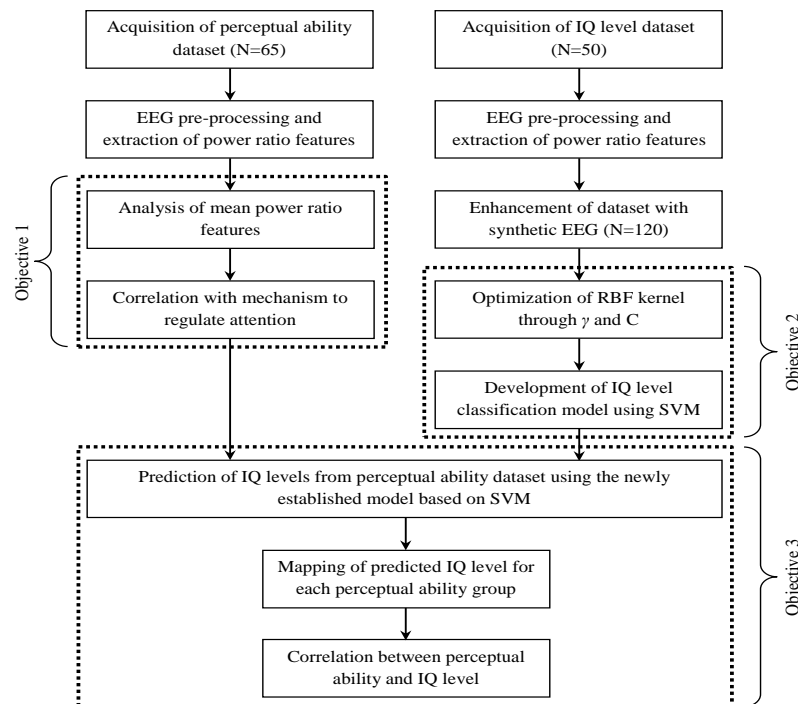 Acquisition of perceptual ability
dataset (N=65)
Acquisition of IQ level dataset
(N=50)
EEG pre-processing and
extraction of power ratio features
EEG pre-processing and
extraction of power ratio features
Objective 1
Analysis of mean power ratio
features
Enhancement of dataset with
synthetic EEG (N=120)
Correlation with mechanism to
regulate attention
Optimization of RBF kernel
through γ and C
Objective 2
Development of IQ level
classification model using SVM
Prediction of IQ levels from perceptual ability dataset using the newly
established model based on SVM
Objective 3
Mapping of predicted IQ level for
each perceptual ability group
Correlation between perceptual
ability and IQ level